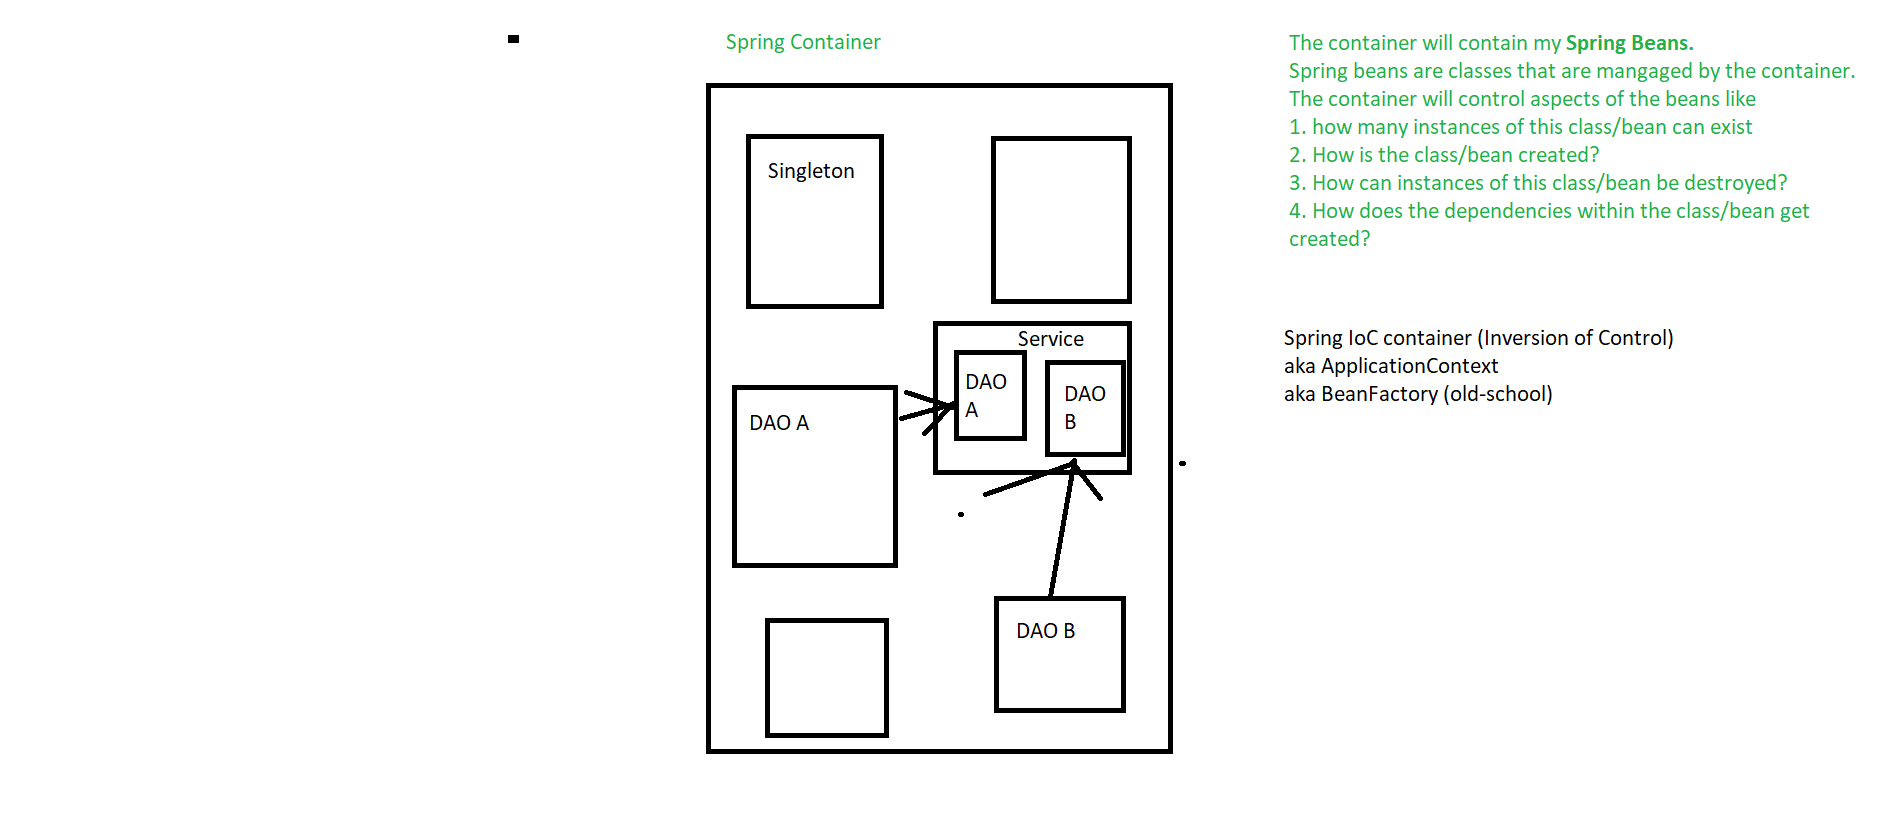 Spring Container
Singleton
Service
DAO
A
DAO
B
DAO A
DAO B
The container will contain my Spring Beans.
Spring beans are classes that are mangaged by the container.
The container will control aspects of the beans like
1. how many instances of this class/bean can exist
2. How is the class/bean created?
3. How can instances of this class/bean be destroyed?
4. How does the dependencies within the class/bean get
created?
Spring IoC container (Inversion of Control)
aka ApplicationContext
aka BeanFactory (old-school)